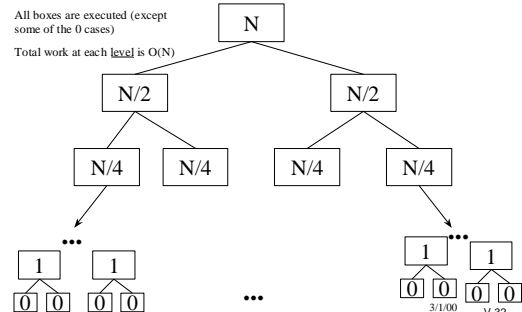 All boxes are executed (except
some of the 0 cases)
Total work at each level is O(N)
N
N/2 N/2
N/4 N/4 N/4 N/4
••• •••
1 1 1 1
0 0 0 0 ••• 0 0 0 0
3/1/00 V-32